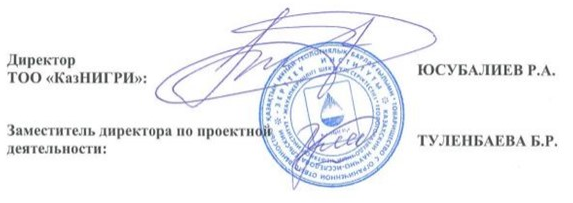 Директор
ТОО «КазНИГРИ»: ЮСУБАЛИЕВ Р.А.
Заместитель директора по проектной
деятельности: ТУЛЕНБАЕВА Б.Р.